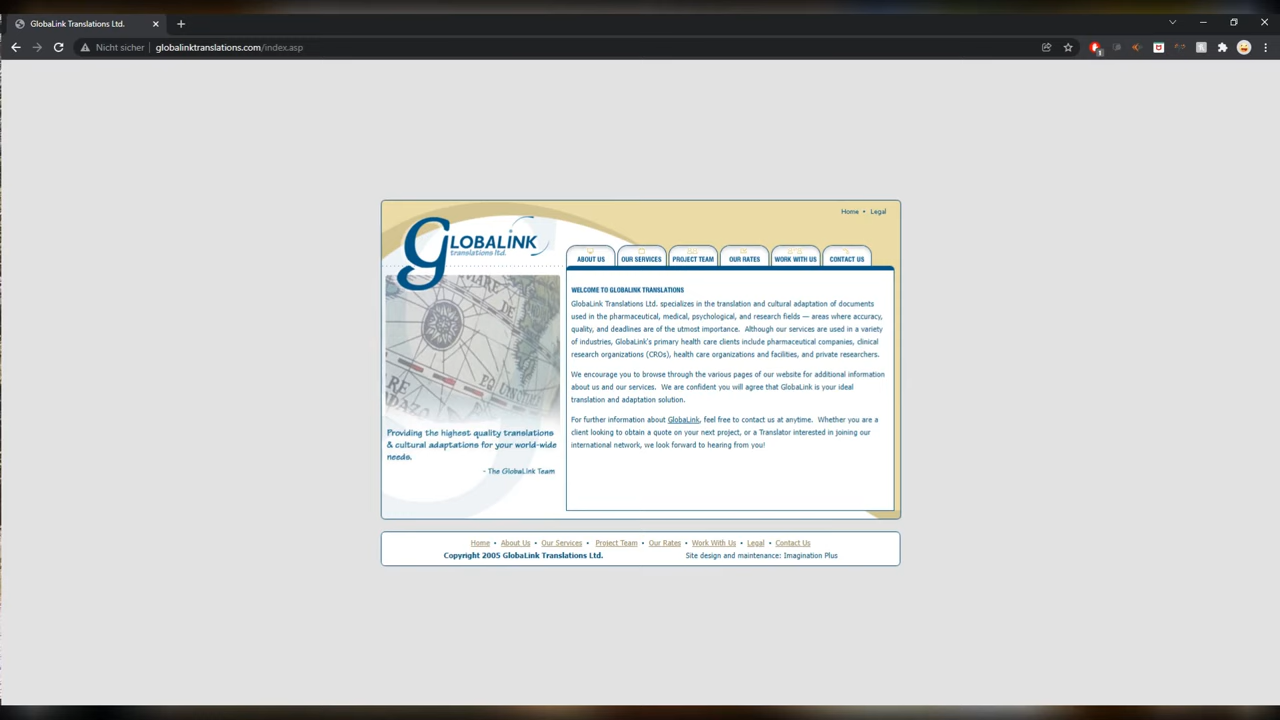 GlobaLink Translations Ltd.
Nicht sicher globalinktranslations.com/index.asp
1
Home • Legal
gLOBALINK
translations ltd.
ABOUT US OUR SERVICES PROJECT TEAM OUR RATES WORK WITH US CONTACT US
WELCOME TO GLOBALINK TRANSLATIONS
GlobaLink Translations Ltd. specializes in the translation and cultural adaptation of documents
used in the pharmaceutical, medical, psychological, and research fields — areas where accuracy,
quality, and deadlines are of the utmost importance. Although our services are used in a variety
of industries, GlobaLink's primary health care clients include pharmaceutical companies, clinical
research organizations (CROs), health care organizations and facilities, and private researchers.
We encourage you to browse through the various pages of our website for additional information
about us and our services. We are confident you will agree that GlobaLink is your ideal
translation and adaptation solution.
For further information about GlobaLink, feel free to contact us at anytime. Whether you are a
client looking to obtain a quote on your next project, or a Translator interested in joining our
international network, we look forward to hearing from you!
Providing the highest quality translations
& cultural adaptations for your world-wide
needs.
- The GlobaLink Team
Home • About Us • Our Services • Project Team • Our Rates • Work With Us • Legal • Contact Us
Copyright 2005 GlobaLink Translations Ltd. Site design and maintenance: Imagination Plus